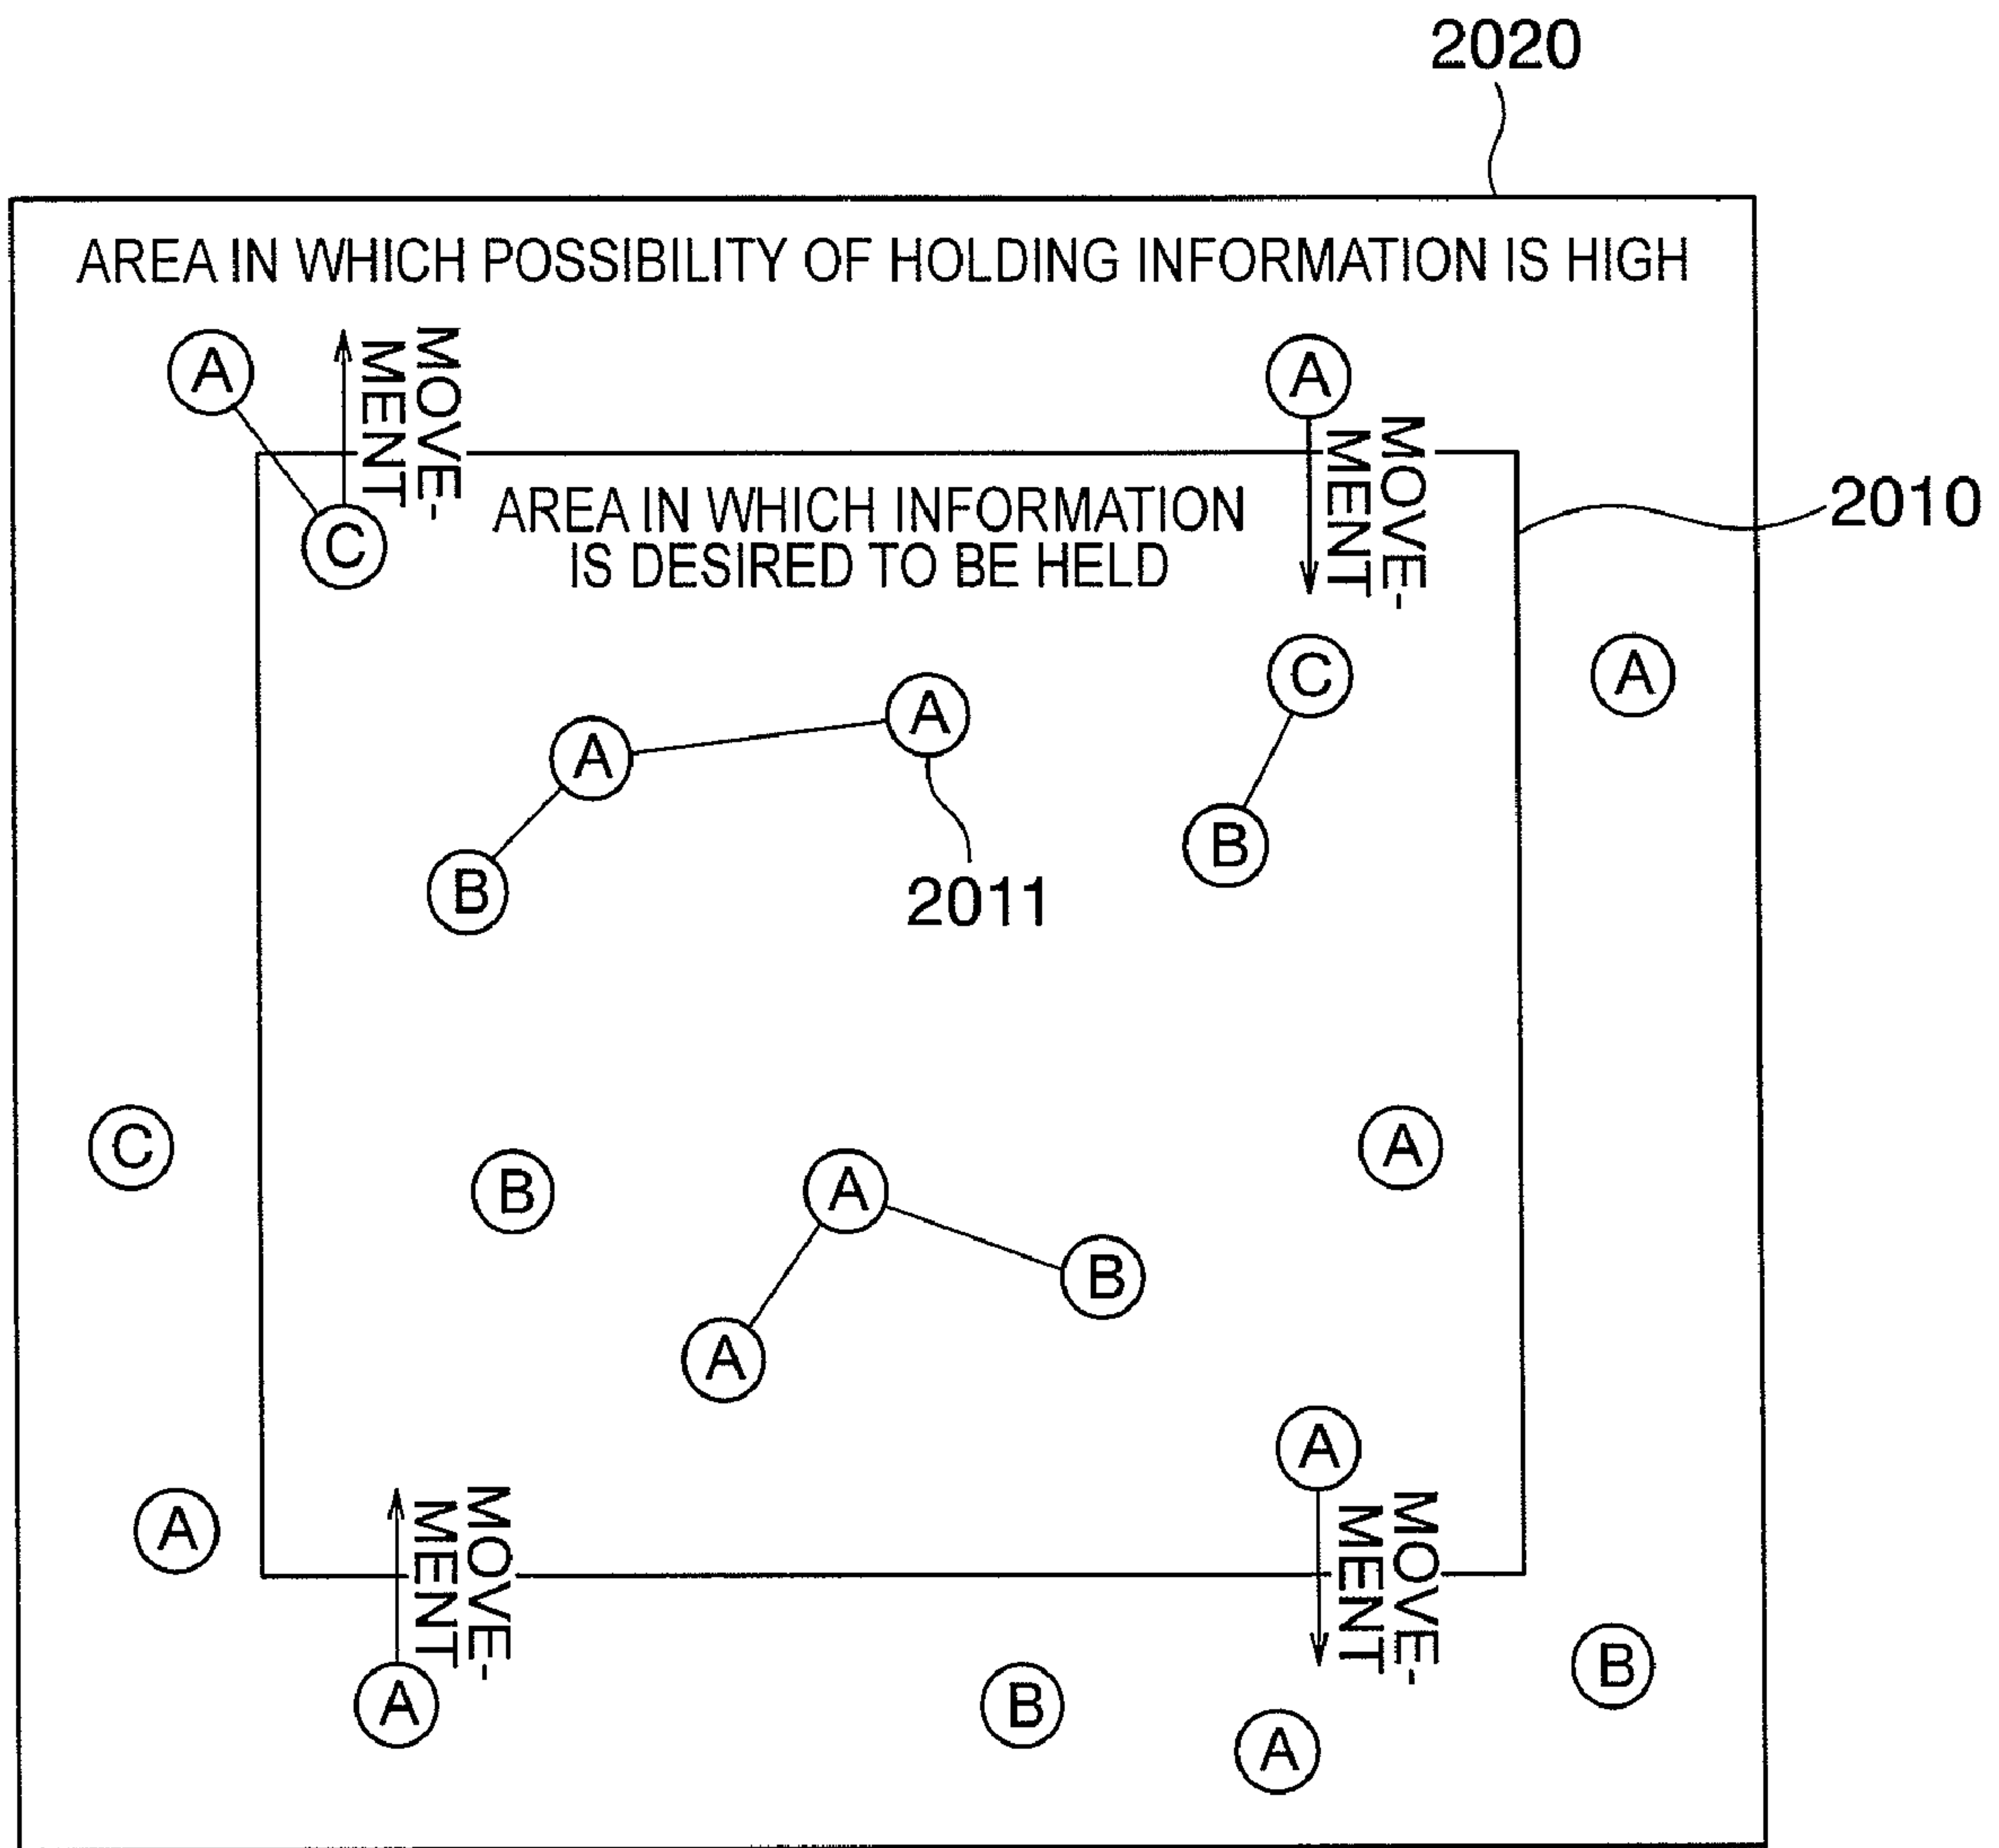 2020
AREA IN WHICH POSSIBILITY OF HOLDING INFORMATION IS HIGH
A
MOVE-
MENT
A
MOVE-
MENT
2010
C
AREA IN WHICH INFORMATION
IS DESIRED TO BE HELD
C
A
A
A
B
B
2011
C
A
B
A
B
A
A
A
MOVE-
MENT
MOVE-
MENT
A
B
B
A